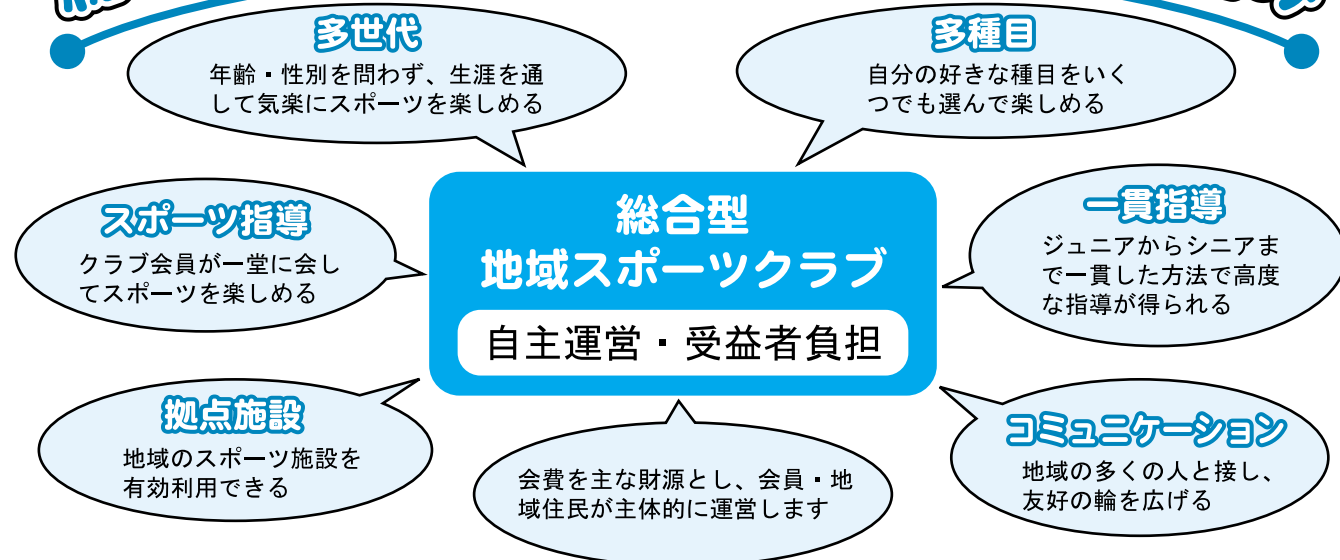 多世代
年齢・性別を問わず、生涯を通
して気楽にスポーツを楽しめる
多種目
自分の好きな種目をいく
つでも選んで楽しめる
スポーツ指導
クラブ会員が一堂に会し
てスポーツを楽しめる
総合型
地域スポーツクラブ
自主運営・受益者負担
一貫指導
ジュニアからシニアま
で一貫した方法で高度
な指導が得られる
拠点施設
地域のスポーツ施設を
有効利用できる
会費を主な財源とし、会員・地
域住民が主体的に運営します
コミュニケーション
地域の多くの人と接し、
友好の輪を広げる